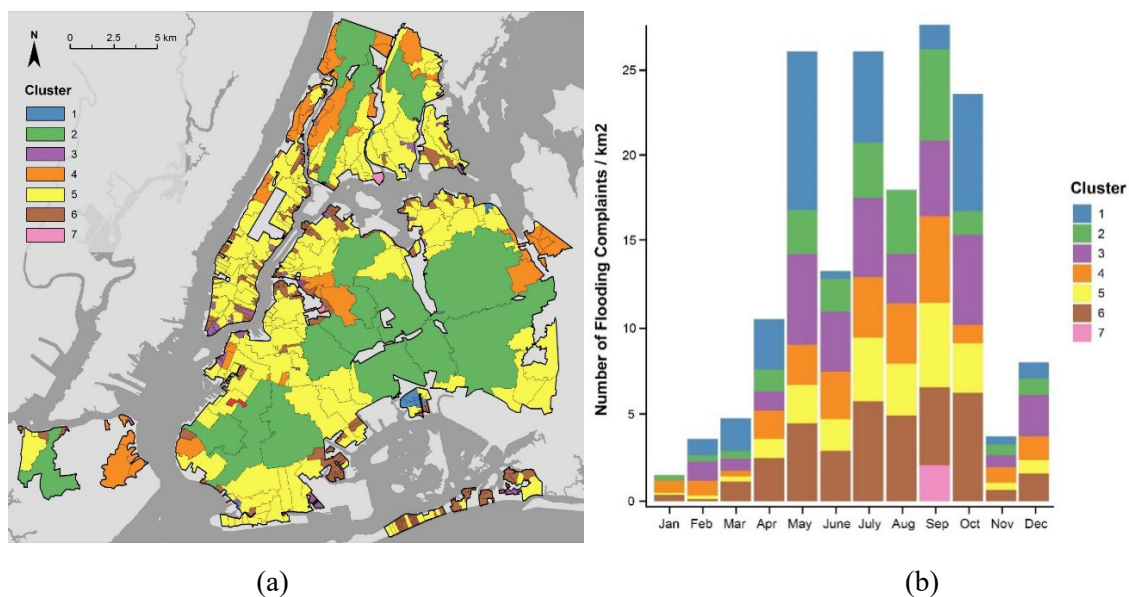 N
0 2.5 5 km
Cluster
1
2
3
4
5
6
7
(a)
Number of Flooding Complaints / km2
25
20
15
10
5
0
Jan Feb Mar Apr May June July Aug Sep Oct Nov Dec
Cluster
1
2
3
4
5
6
7
(b)